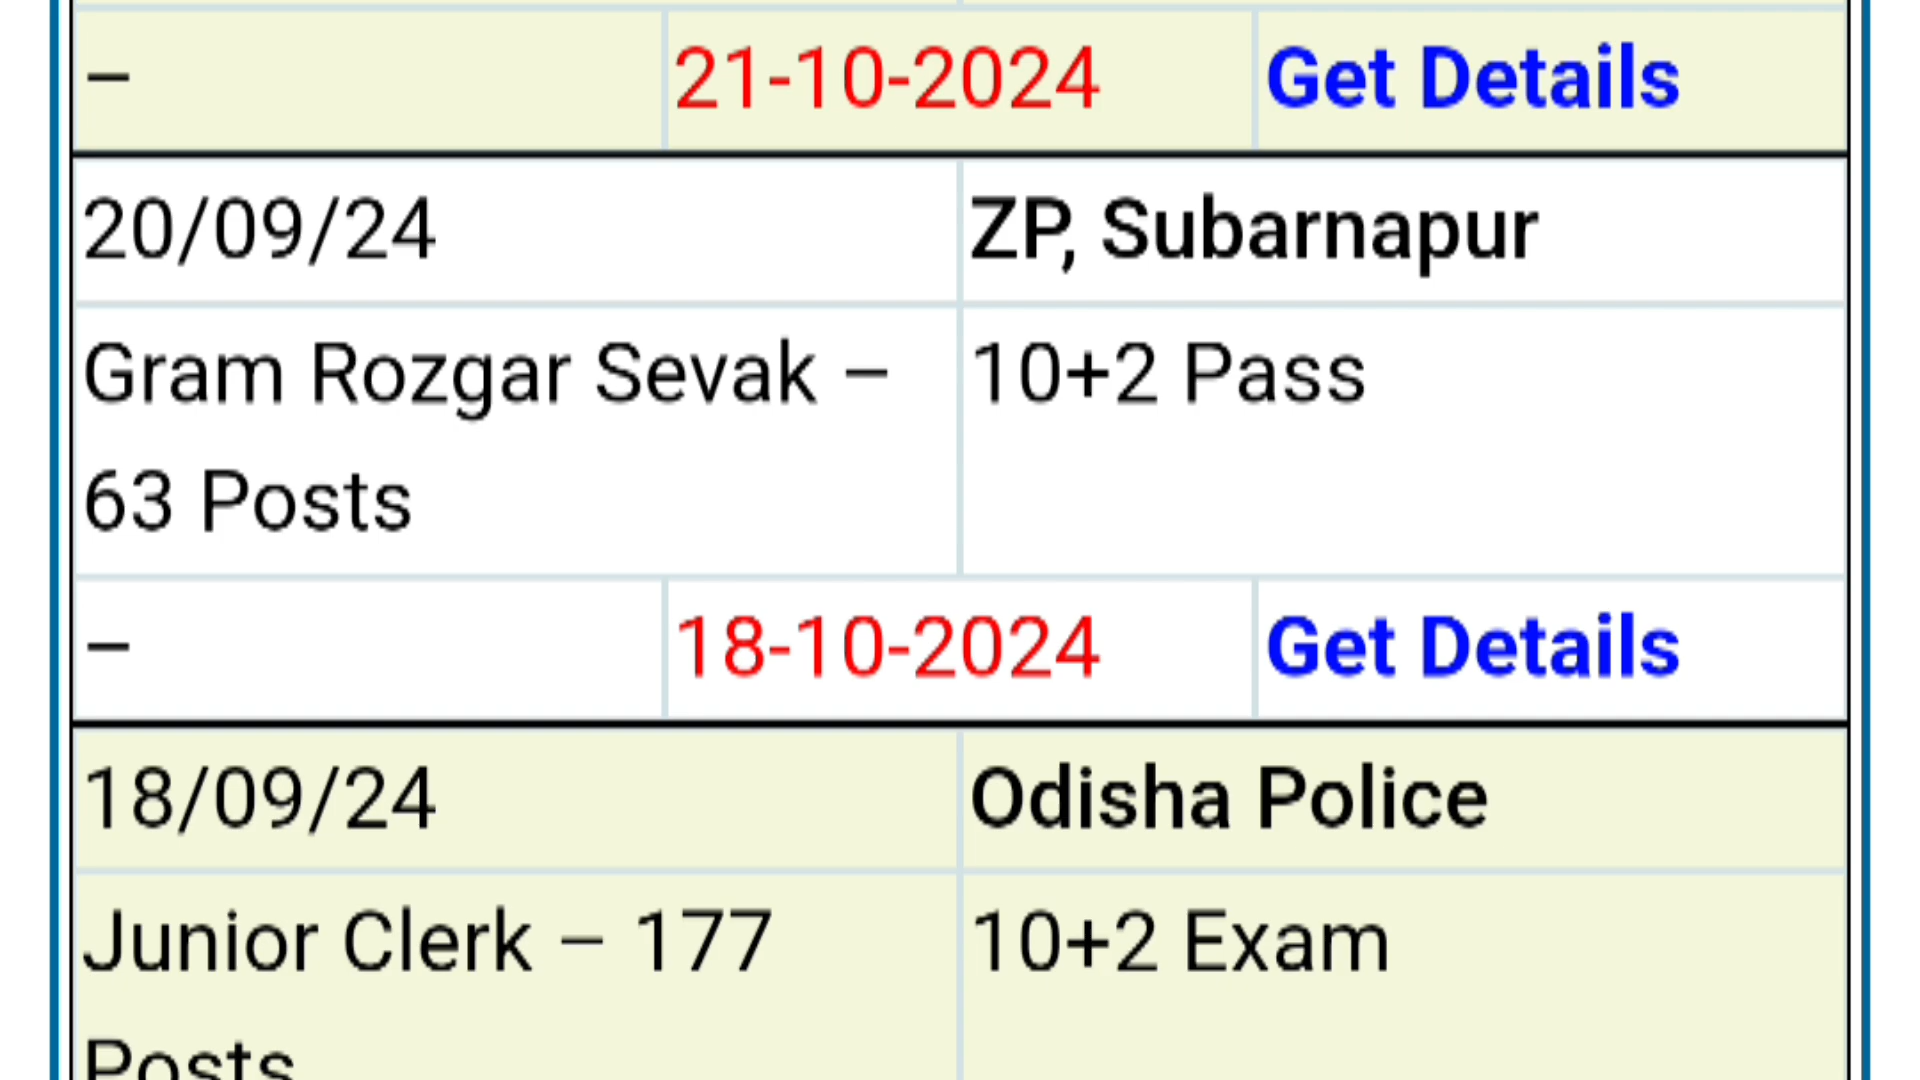 – 21-10-2024 Get Details
20/09/24 ZP, Subarnapur
Gram Rozgar Sevak – 10+2 Pass
63 Posts
– 18-10-2024 Get Details
18/09/24 Odisha Police
Junior Clerk – 177 10+2 Exam
Posts